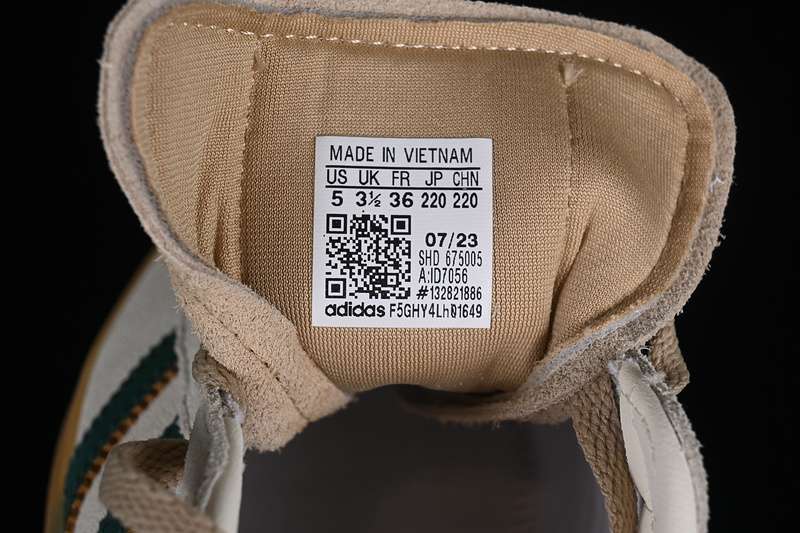 MADE IN VIETNAM
US UK FR JP CHN
5 3½ 36 220 220
07/23
SHD 675005
A:ID7056
#132821886
adidas F5GHY4Lh01649